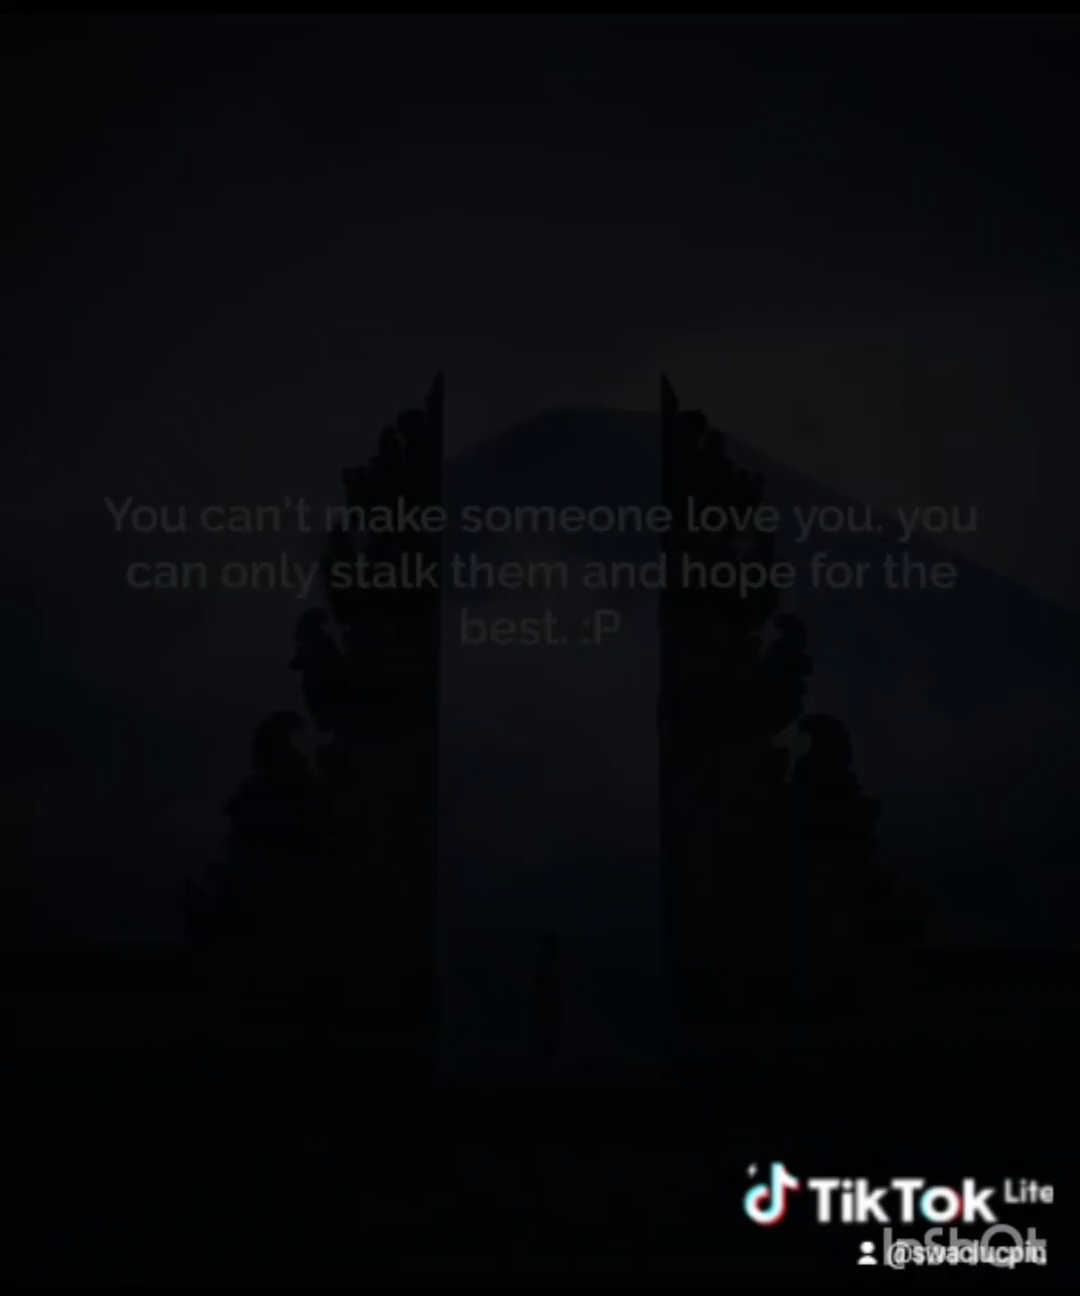 You can't make someone love you. you
can only stalk them and hope for the
best. :P
TikTok Lite
InShOt
@swaclucpin